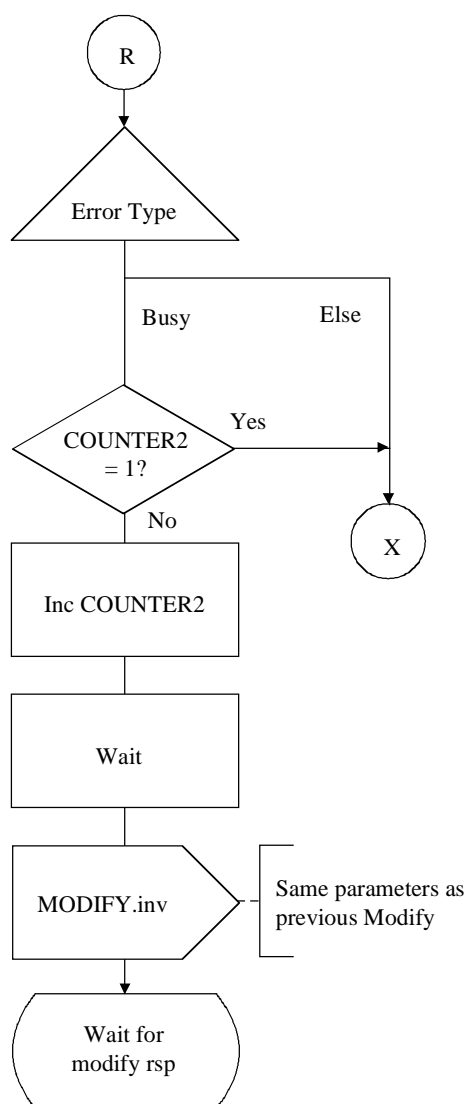 R
Error Type
Busy
Else
COUNTER2
= 1?
Yes
No
X
Inc COUNTER2
Wait
MODIFY.inv
Same parameters as
previous Modify
Wait for
modify rsp